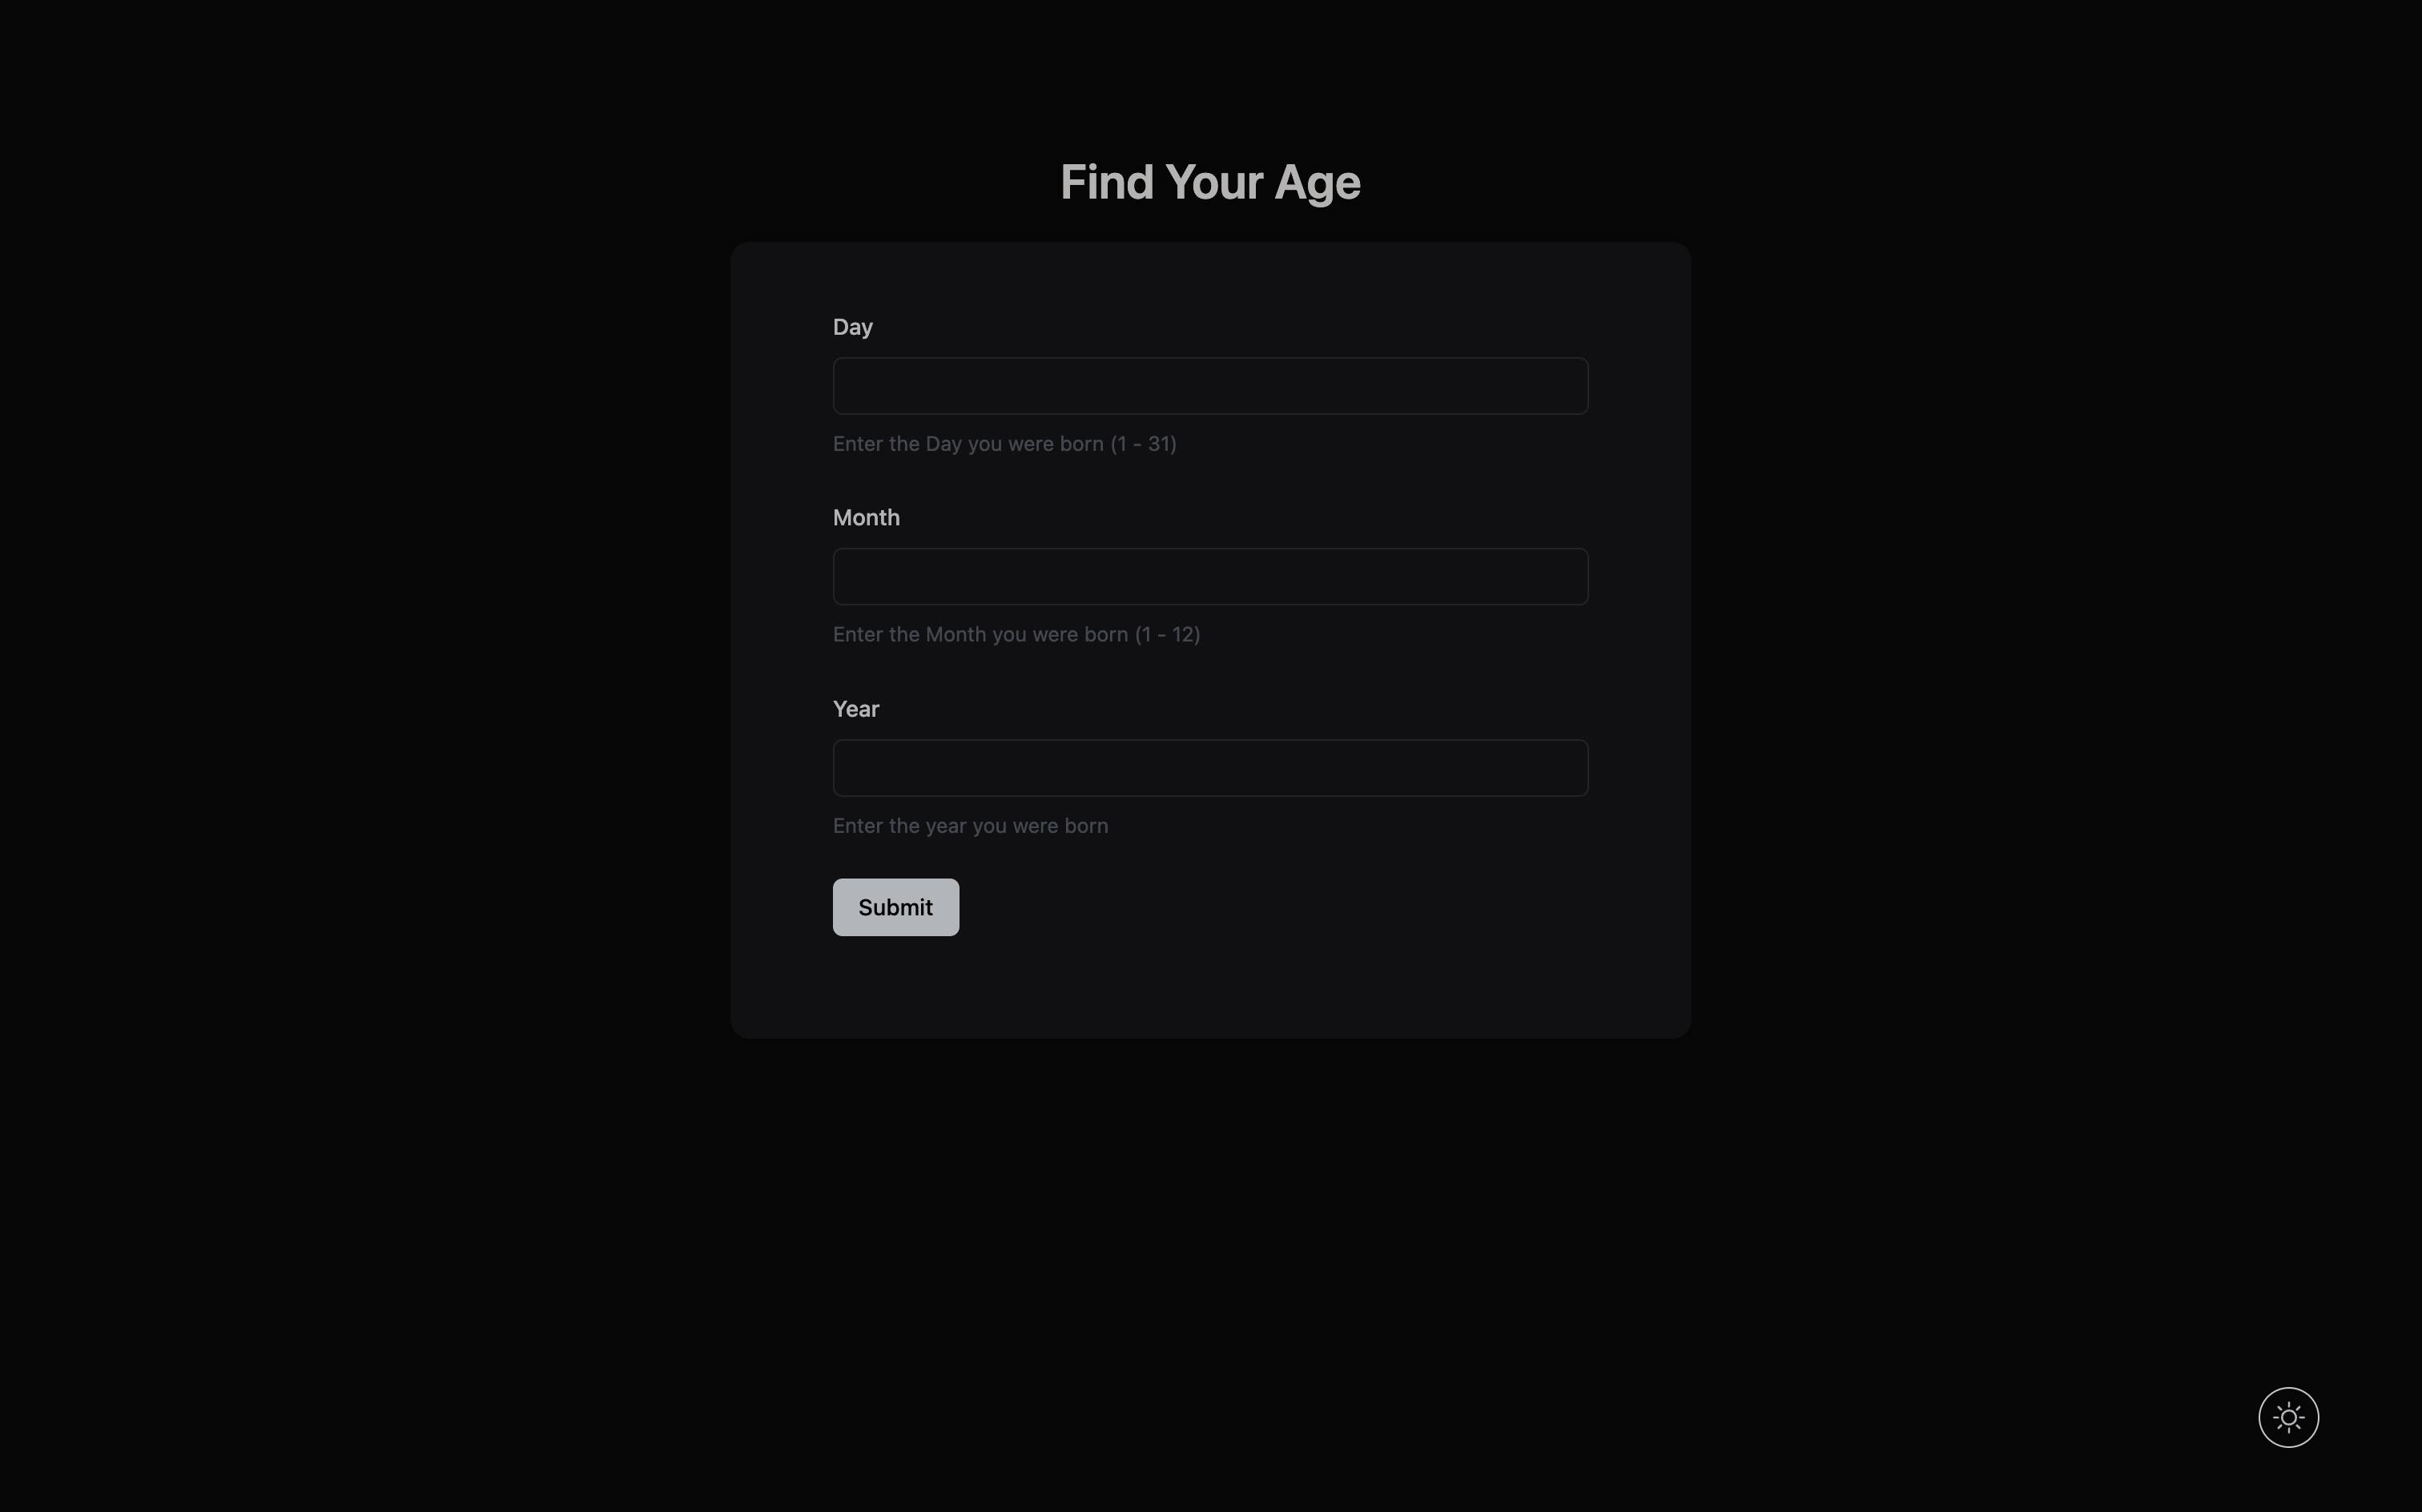 Find Your Age
Day
Enter the Day you were born (1 - 31)
Month
Enter the Month you were born (1 - 12)
Year
Enter the year you were born
Submit